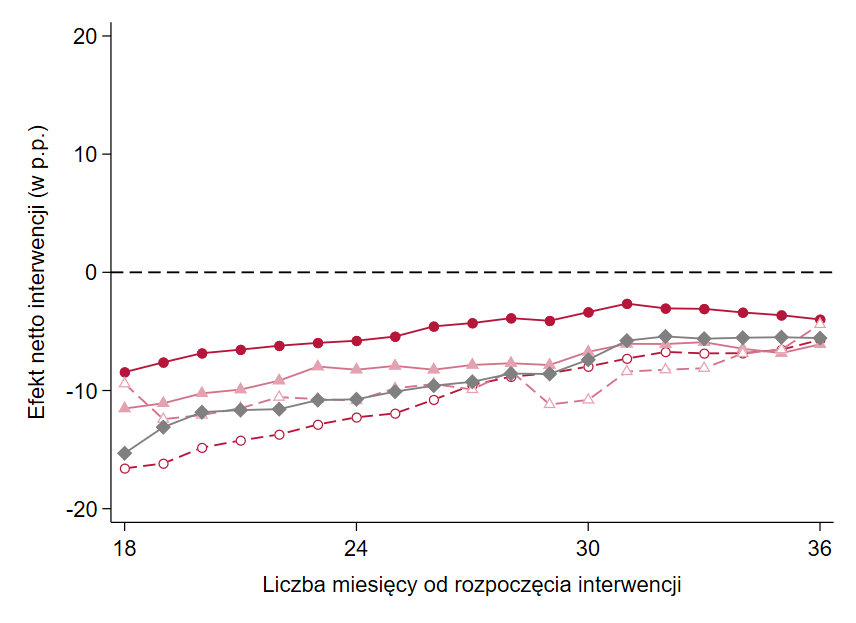 20
10
0
-10
-20
Efekt netto interwencji (w p.p.)
18 24 30 36
Liczba miesięcy od rozpoczęcia interwencji